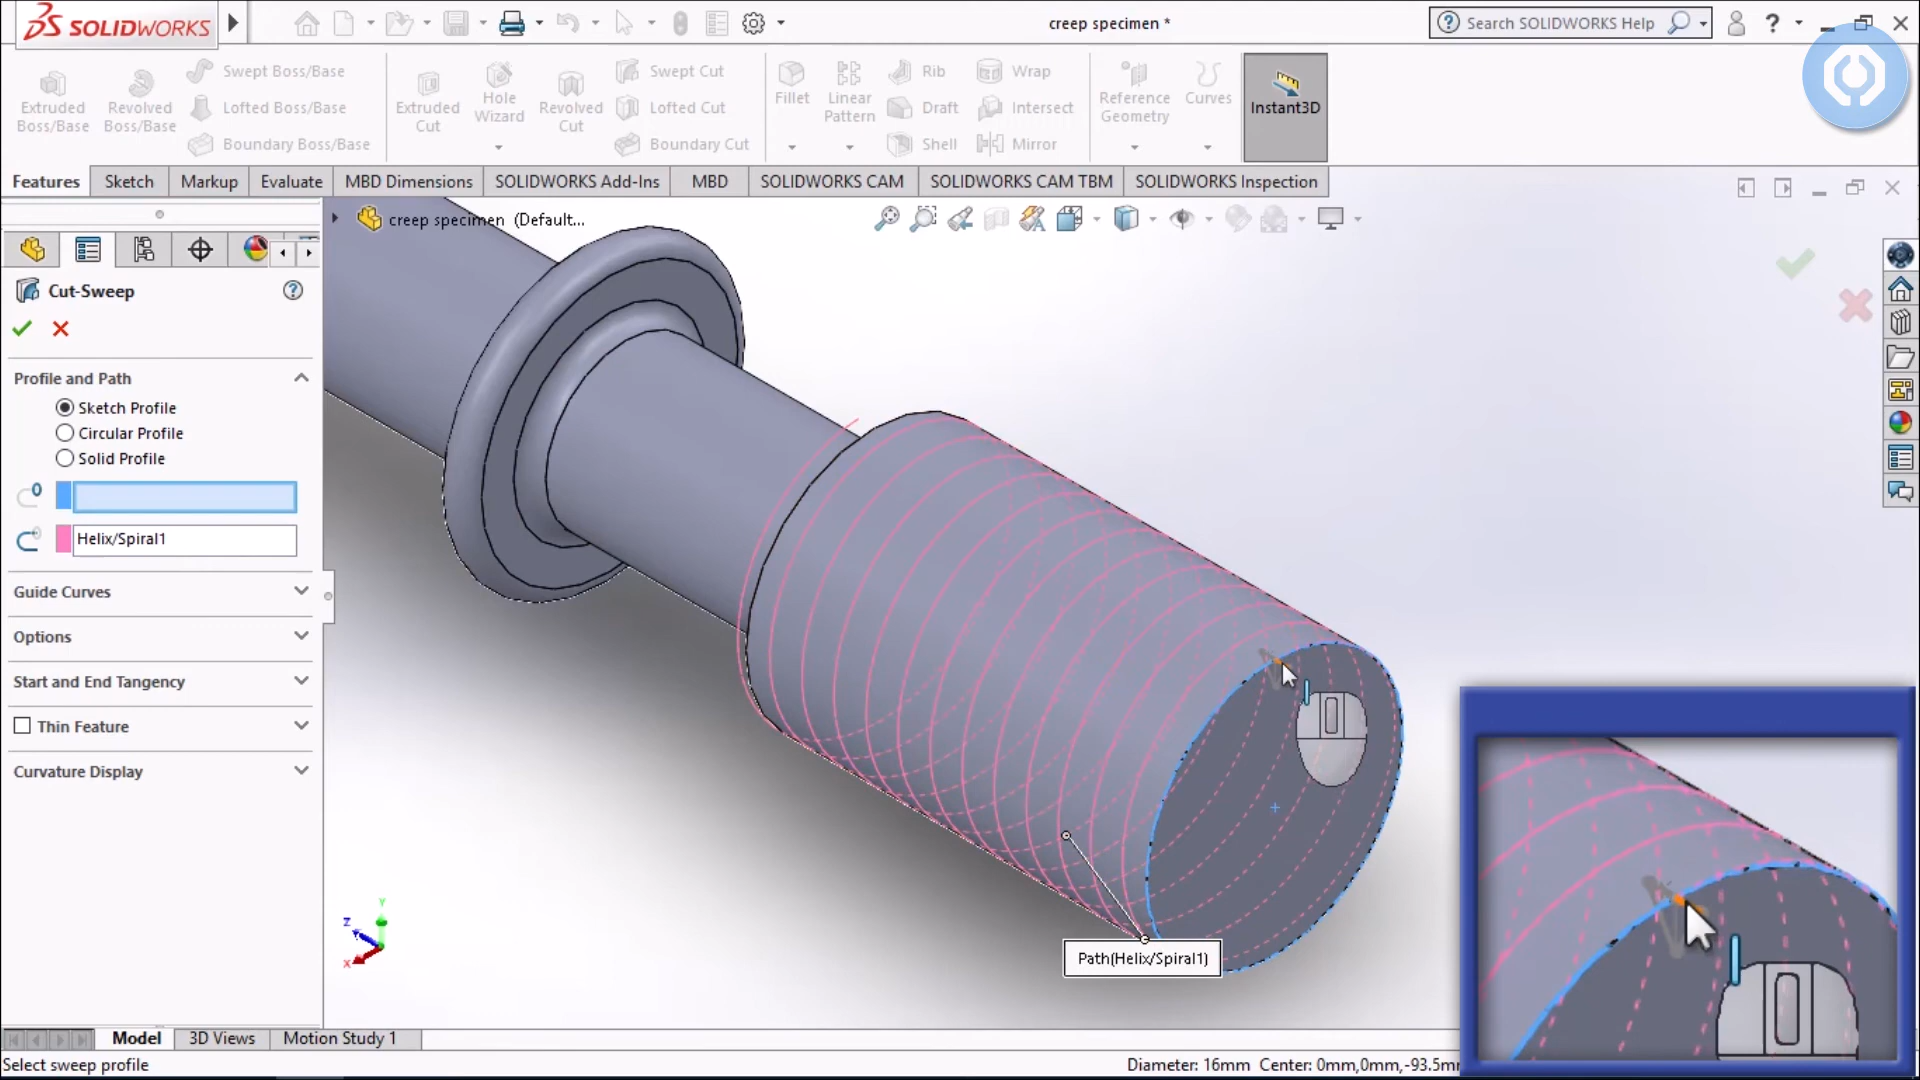 SOLIDWORKS
creep specimen *
Search SOLIDWORKS Help
Extruded Boss/Base
Revolved Boss/Base
Swept Boss/Base
Lofted Boss/Base
Boundary Boss/Base
Extruded Cut
Hole Wizard
Revolved Cut
Swept Cut
Lofted Cut
Boundary Cut
Fillet
Linear Pattern
Rib
Draft
Shell
Wrap
Intersect
Mirror
Reference Geometry
Curves
Instant3D
Features
Sketch
Markup
Evaluate
MBD Dimensions
SOLIDWORKS Add-Ins
MBD
SOLIDWORKS CAM
SOLIDWORKS CAM TBM
SOLIDWORKS Inspection
creep specimen (Default...
Cut-Sweep
Profile and Path
Sketch Profile
Circular Profile
Solid Profile
Helix/Spiral1
Guide Curves
Options
Start and End Tangency
Thin Feature
Curvature Display
Path(Helix/Spiral1)
Y
Z
X
Model
3D Views
Motion Study 1
Select sweep profile
Diameter: 16mm Center: 0mm,0mm,-93.5m